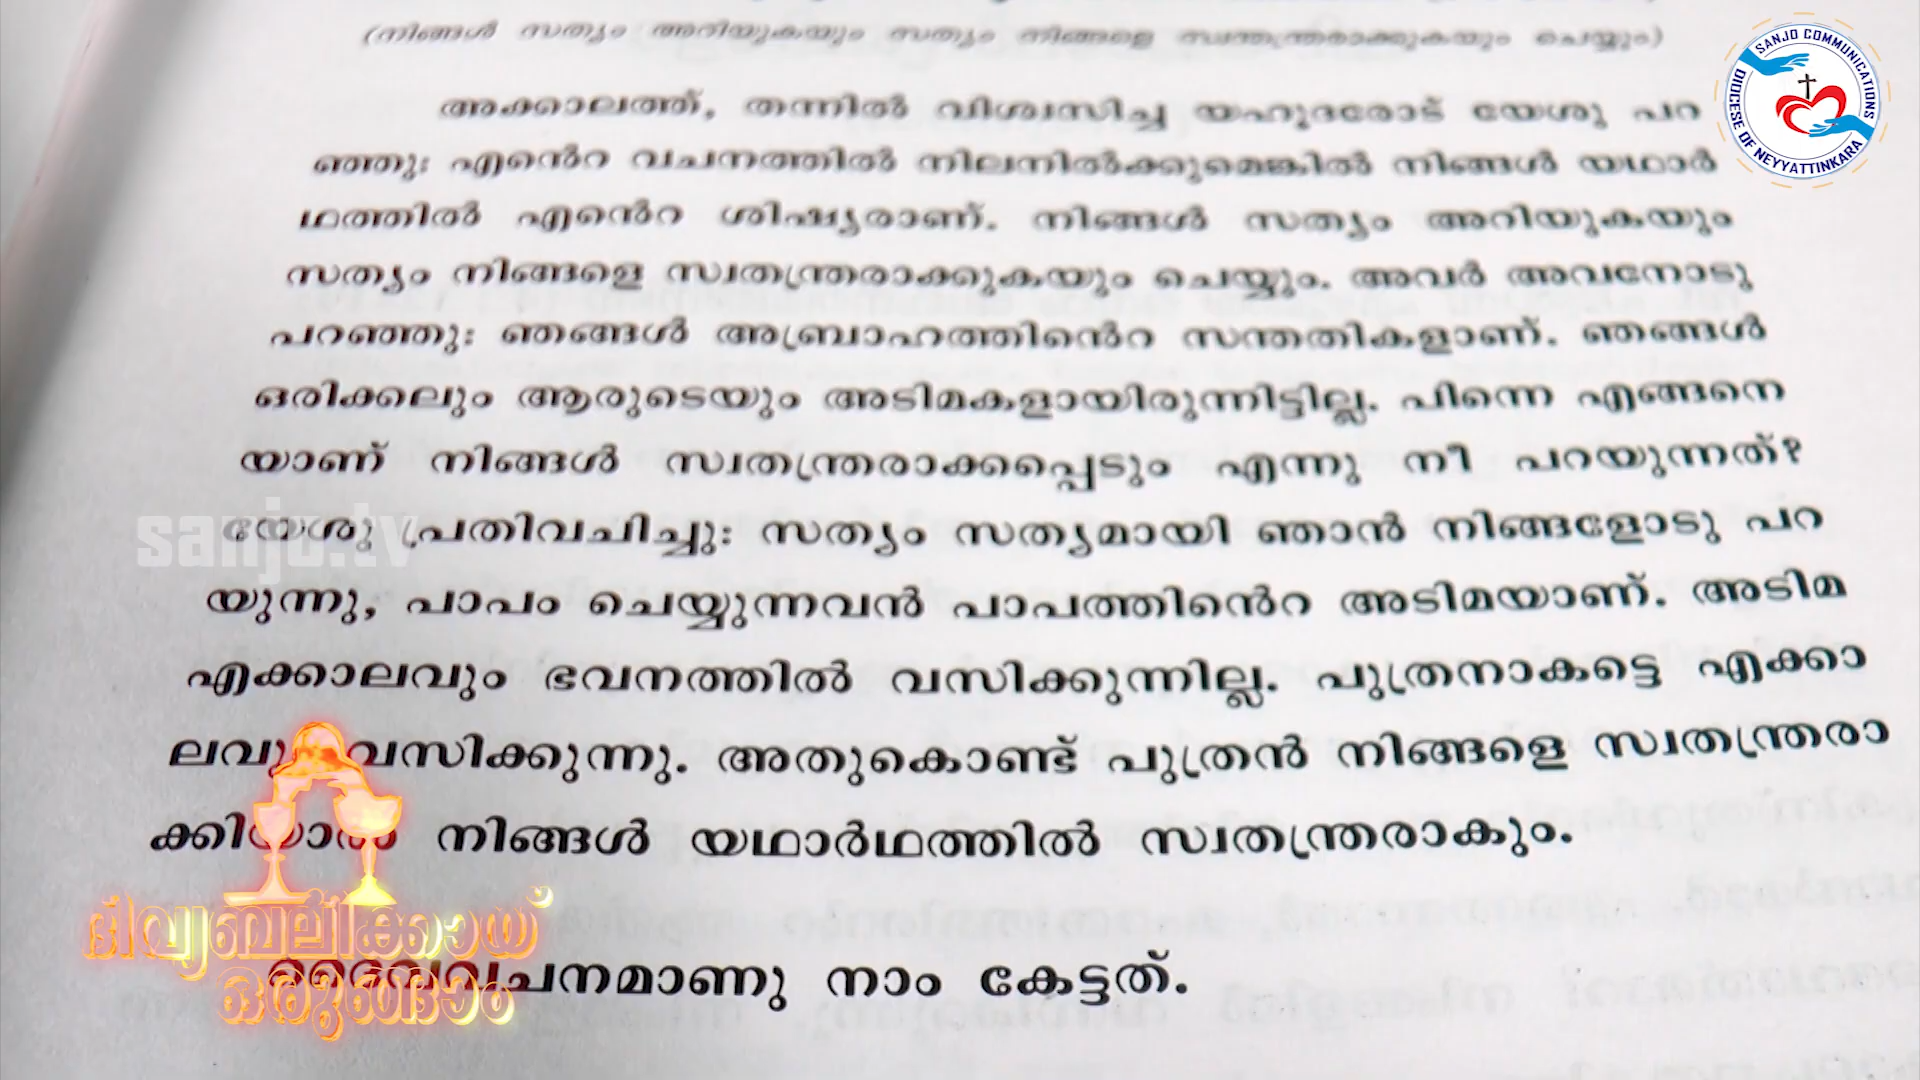 (നിങ്ങൾ സത്യം അറിയുകയും സത്യം നിങ്ങളെ സ്വതന്ത്രരാക്കുകയും ചെയ്യും)
അക്കാലത്ത്, തന്നിൽ വിശ്വസിച്ച യഹൂദരോട് യേശു പറ
ഞ്ഞു: എന്റെ വചനത്തിൽ നിലനിൽക്കുമെങ്കിൽ നിങ്ങൾ യഥാർ
ഥത്തിൽ എന്റെ ശിഷ്യരാണ്. നിങ്ങൾ സത്യം അറിയുകയും
സത്യം നിങ്ങളെ സ്വതന്ത്രരാക്കുകയും ചെയ്യും. അവർ അവനോടു
പറഞ്ഞു: ഞങ്ങൾ അബ്രാഹത്തിന്റെ സന്തതികളാണ്. ഞങ്ങൾ
ഒരിക്കലും ആരുടെയും അടിമകളായിരുന്നിട്ടില്ല. പിന്നെ എങ്ങനെ
യാണ് നിങ്ങൾ സ്വതന്ത്രരാക്കപ്പെടും എന്നു നീ പറയുന്നത്?
യേശു പ്രതിവചിച്ചു: സത്യം സത്യമായി ഞാൻ നിങ്ങളോടു പറ
യുന്നു, പാപം ചെയ്യുന്നവൻ പാപത്തിന്റെ അടിമയാണ്. അടിമ
എക്കാലവും ഭവനത്തിൽ വസിക്കുന്നില്ല. പുത്രനാകട്ടെ എക്കാ
ലവും വസിക്കുന്നു. അതുകൊണ്ട് പുത്രൻ നിങ്ങളെ സ്വതന്ത്രരാ
ക്കിയാൽ നിങ്ങൾ യഥാർഥത്തിൽ സ്വതന്ത്രരാകും.
ദൈവവചനമാണു നാം കേട്ടത്.
sanju.tv
ദിവ്യബലിക്കായ്
ഒരുങ്ങാം
SANJO COMMUNICATIONS
DIOCESE OF NEYYATTINKARA